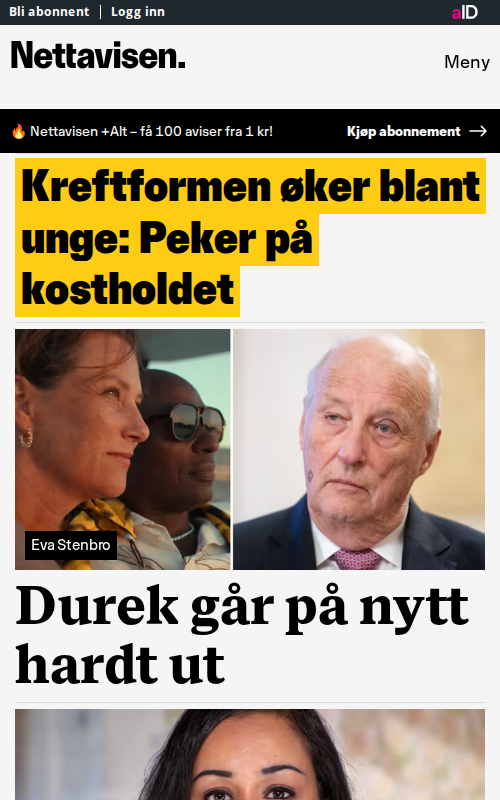 Bli abonnent
Logg inn
aID
Nettavisen.
Meny
🔥 Nettavisen +Alt – få 100 aviser fra 1 kr!
Kjøp abonnement →
Kreftformen øker blant
unge: Peker på
kostholdet
Eva Stenbro
Durek går på nytt
hardt ut